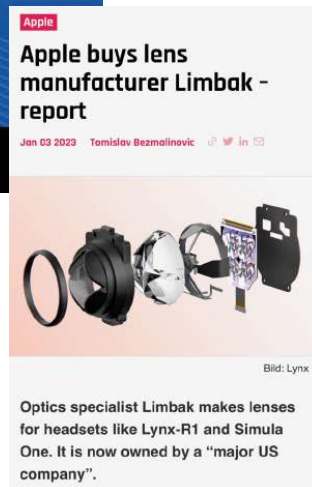 Apple
Apple buys lens
manufacturer Limbak –
report
Jan 03 2023 Tomislav Bezmalinovic
Bild: Lynx
Optics specialist Limbak makes lenses
for headsets like Lynx-R1 and Simula
One. It is now owned by a “major US
company”.